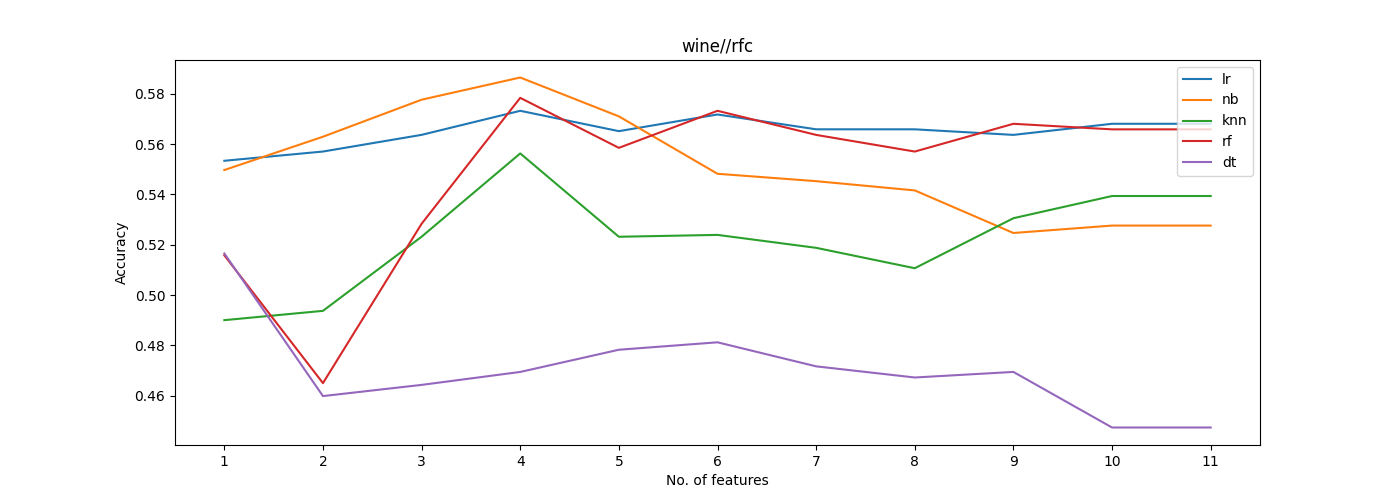 wine//rfc
Accuracy
0.58
0.56
0.54
0.52
0.50
0.48
0.46
lr
nb
knn
rf
dt
1 2 3 4 5 6 7 8 9 10 11
No. of features